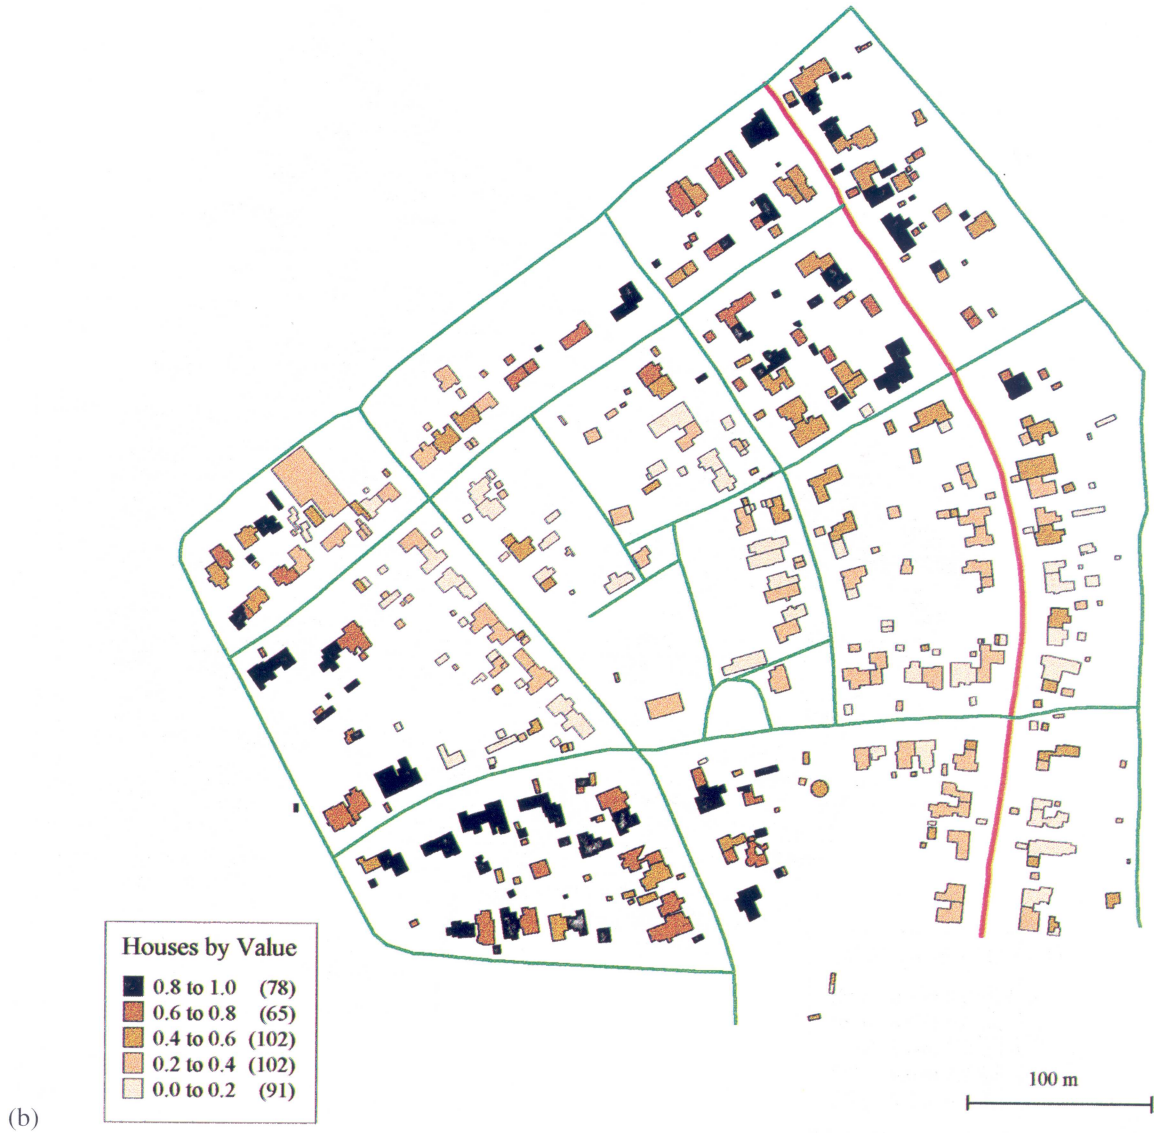 Houses by Value
0.8 to 1.0 (78)
0.6 to 0.8 (65)
0.4 to 0.6 (102)
0.2 to 0.4 (102)
0.0 to 0.2 (91)
100 m
(b)